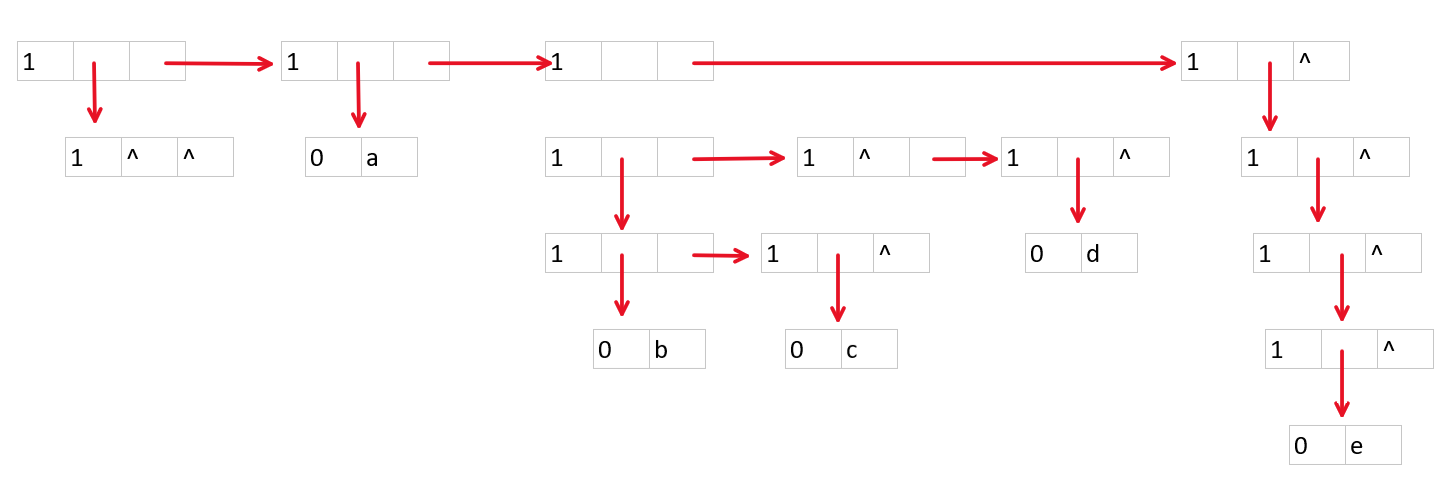 1 1 1 1 ^
1 ^ ^ 0 a 1 1 ^ 1 ^ 1 ^
1 1 ^ 0 d 1 ^
0 b 0 c 1 ^
0 e